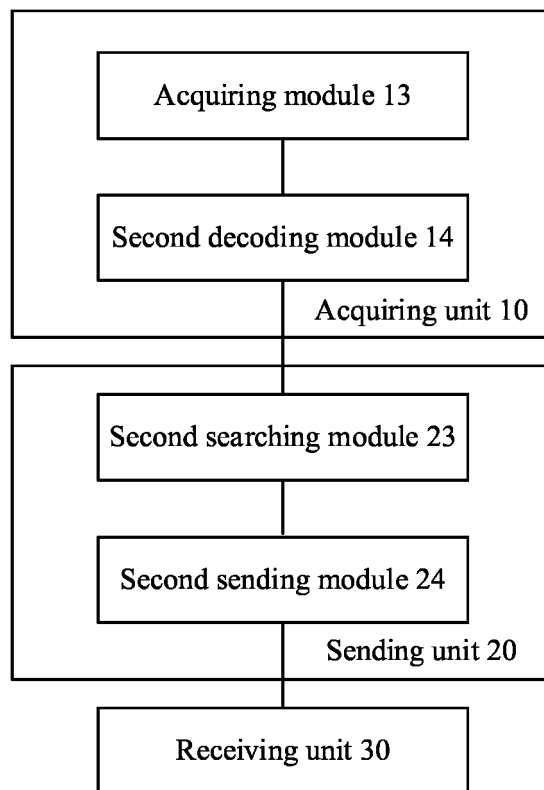 Acquiring module 13
Second decoding module 14
Acquiring unit 10
Second searching module 23
Second sending module 24
Sending unit 20
Receiving unit 30